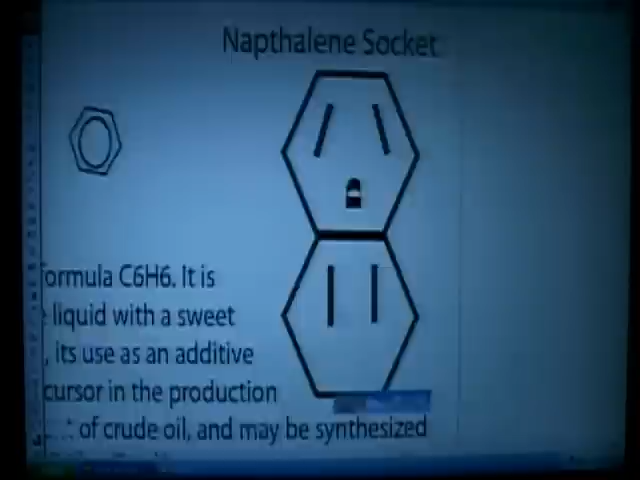 Napthalene Socket
ormula C6H6. It is
liquid with a sweet
, its use as an additive
cursor in the production
of crude oil, and may be synthesized